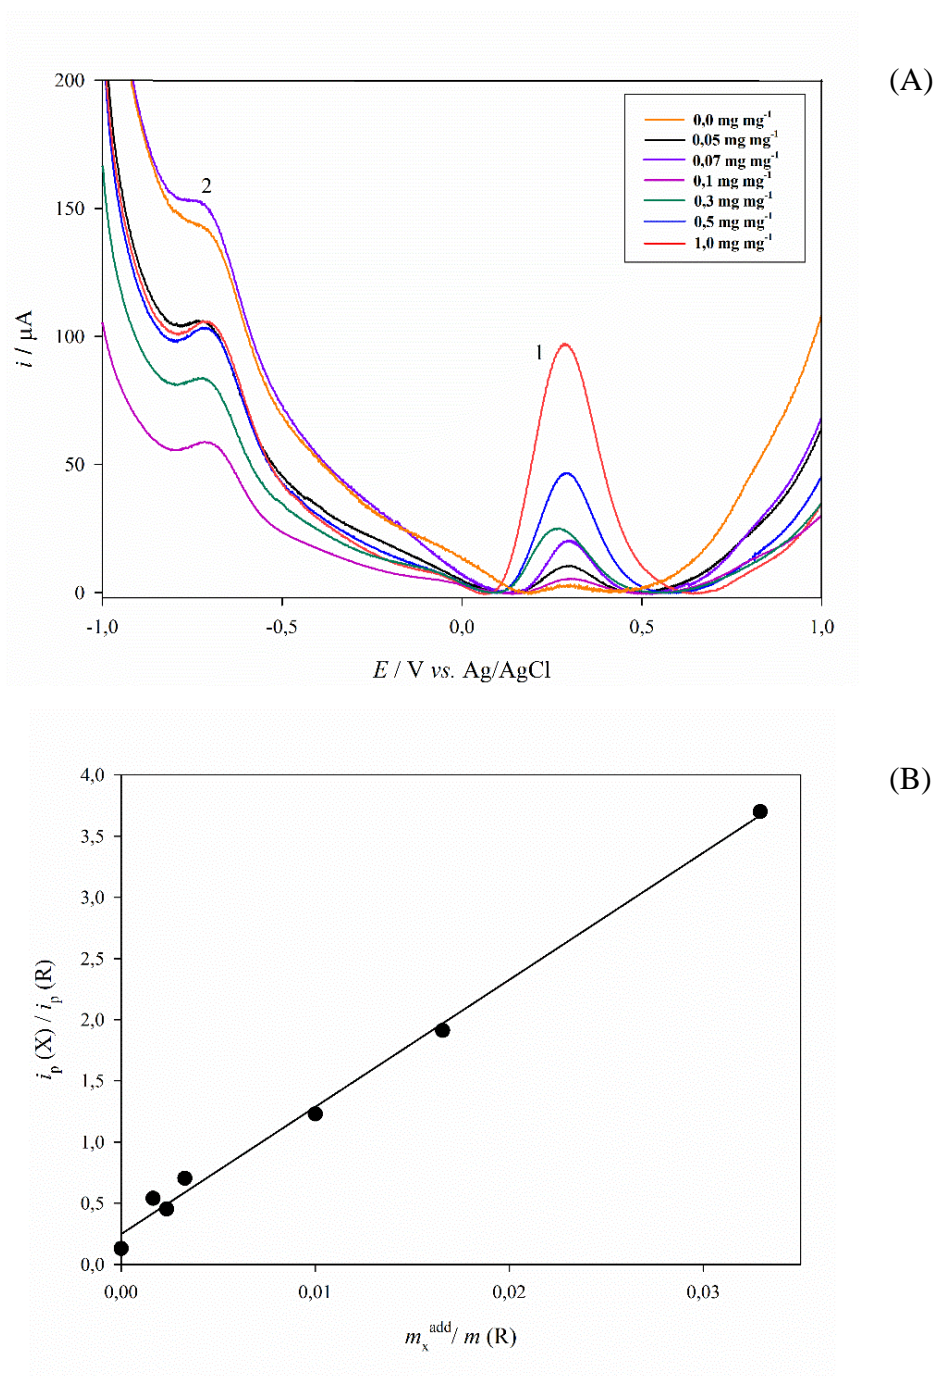 (A)
200
150
100
50
0
i / μA
2
1
0,0 mg mg⁻¹
0,05 mg mg⁻¹
0,07 mg mg⁻¹
0,1 mg mg⁻¹
0,3 mg mg⁻¹
0,5 mg mg⁻¹
1,0 mg mg⁻¹
-1,0 -0,5 0,0 0,5 1,0
E / V vs. Ag/AgCl
(B)
4,0
3,5
3,0
2,5
2,0
1,5
1,0
0,5
0,0
iₚ (X) / iₚ (R)
0,00 0,01 0,02 0,03
mₓᵃᵈᵈ/ m (R)